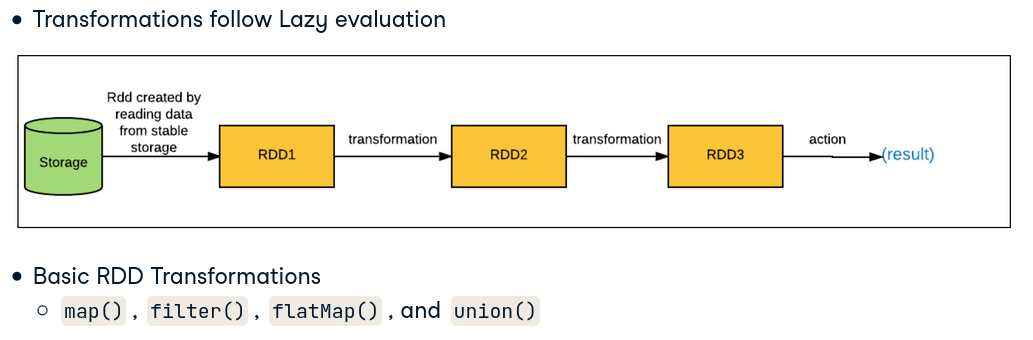 • Transformations follow Lazy evaluation
Rdd created by
reading data
from stable
storage
Storage
RDD1
transformation
RDD2
transformation
RDD3
action
(result)
• Basic RDD Transformations
○ map() , filter() , flatMap() , and union()